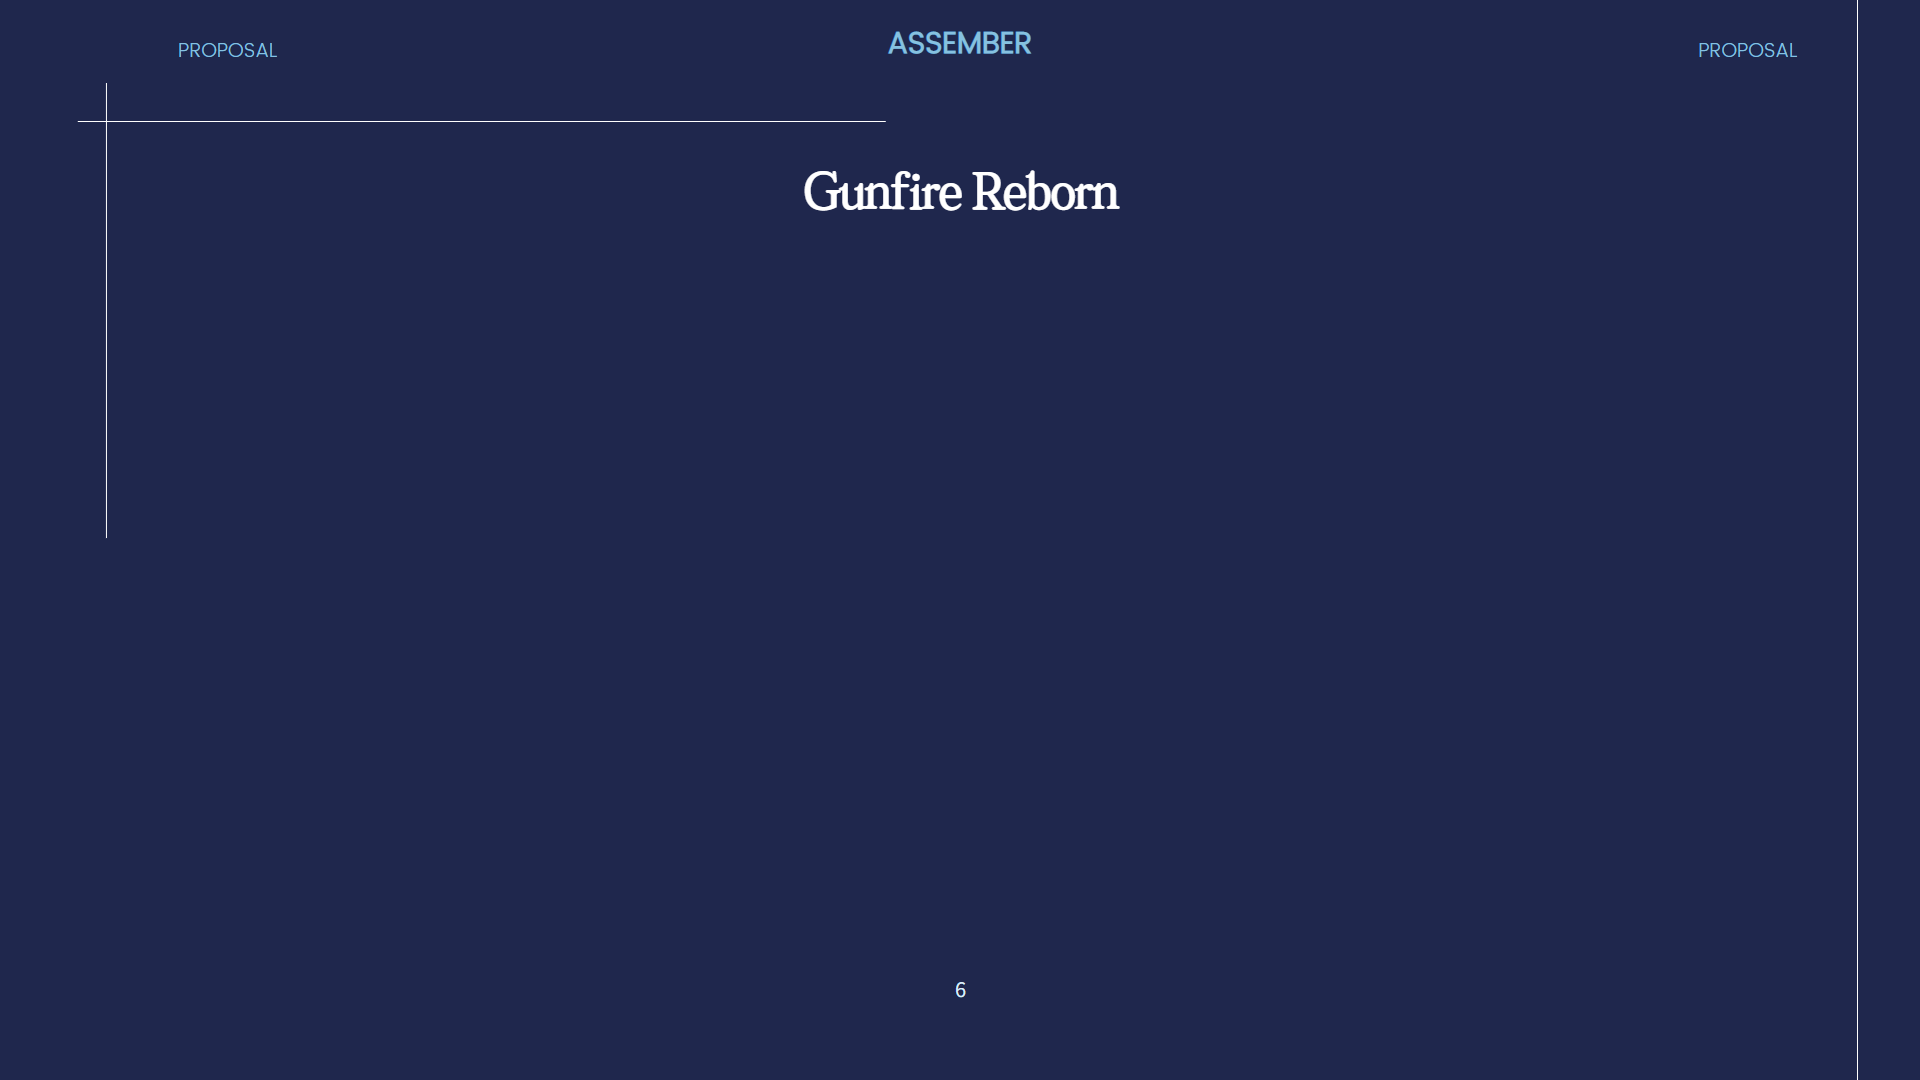 PROPOSAL
ASSEMBER
PROPOSAL
Gunfire Reborn
6